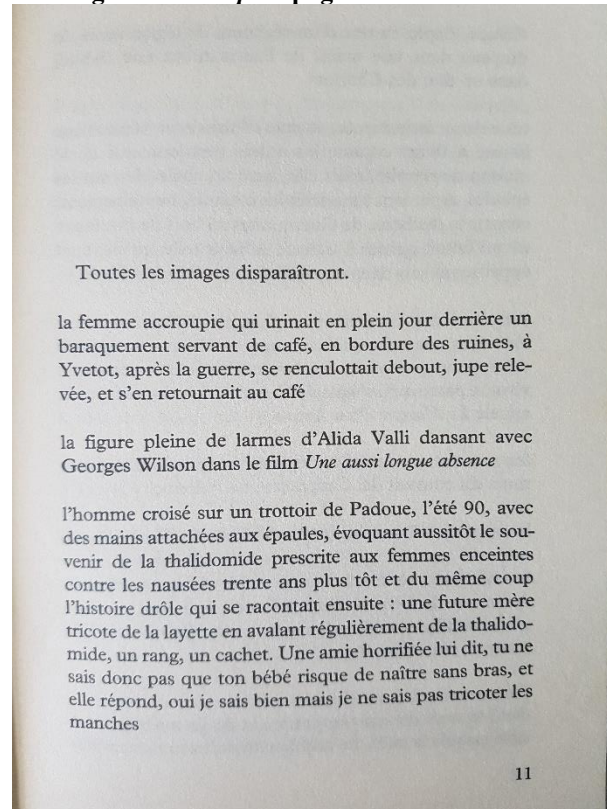 Toutes les images disparaîtront.
la femme accroupie qui urinait en plein jour derrière un
baraquement servant de café, en bordure des ruines, à
Yvetot, après la guerre, se renculottait debout, jupe rele-
vée, et s’en retournait au café
la figure pleine de larmes d’Alida Valli dansant avec
Georges Wilson dans le film Une aussi longue absence
l’homme croisé sur un trottoir de Padoue, l’été 90, avec
des mains attachées aux épaules, évoquant aussitôt le sou-
venir de la thalidomide prescrite aux femmes enceintes
contre les nausées trente ans plus tôt et du même coup
l’histoire drôle qui se racontait ensuite : une future mère
tricote de la layette en avalant régulièrement de la thalido-
mide, un rang, un cachet. Une amie horrifiée lui dit, tu ne
sais donc pas que ton bébé risque de naître sans bras, et
elle répond, oui je sais bien mais je ne sais pas tricoter les
manches
11